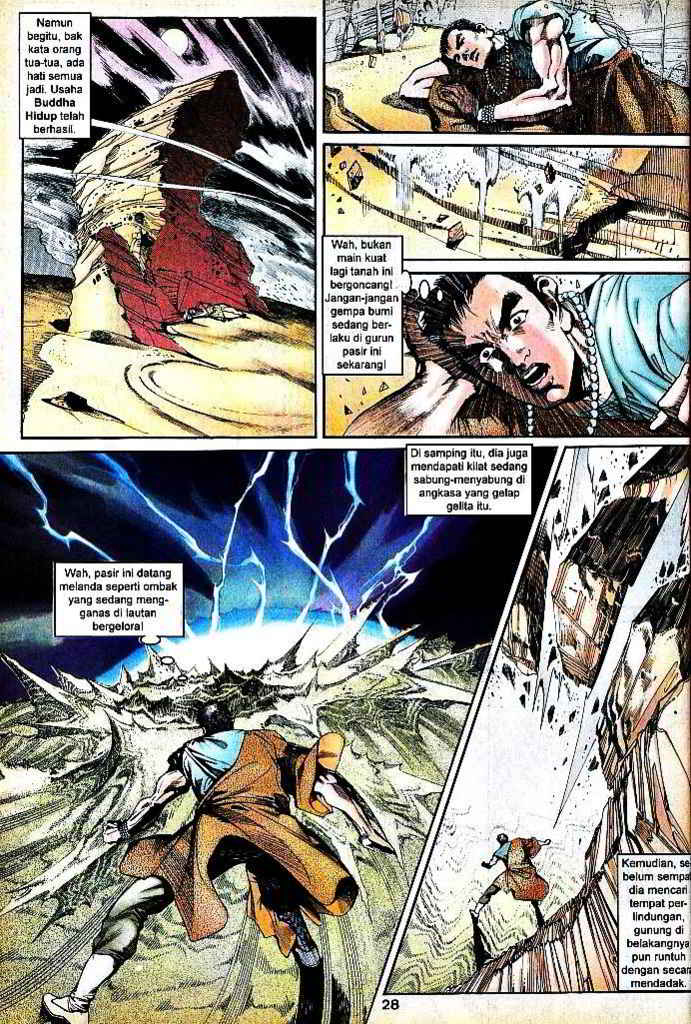 Namun
begitu, bak
kata orang
tua-tua, ada
hati semua
jadi. Usaha
Buddha
Hidup telah
berhasil.
Wah, bukan
main kuat
lagi tanah ini
bergoncang!
Jangan-jangan
gempa bumi
sedang ber-
laku di gurun
pasir ini
sekarang!
Di samping itu, dia juga
mendapati kilat sedang
sabung-menyabung di
angkasa yang gelap
gelita itu.
Wah, pasir ini datang
melanda seperti ombak
yang sedang meng-
ganas di lautan
bergelora!
Kemudian, se
belum sempa
dia mencari
tempat per-
lindungan,
gunung di
belakangnya
pun runtuh
dengan secar
mendadak.
28